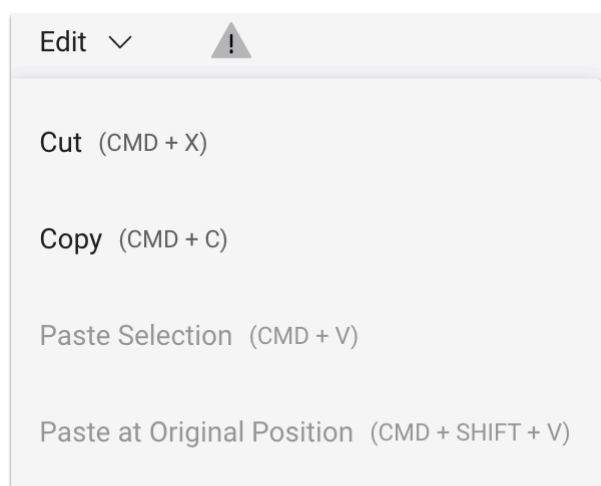 Edit
Cut (CMD + X)
Copy (CMD + C)
Paste Selection (CMD + V)
Paste at Original Position (CMD + SHIFT + V)